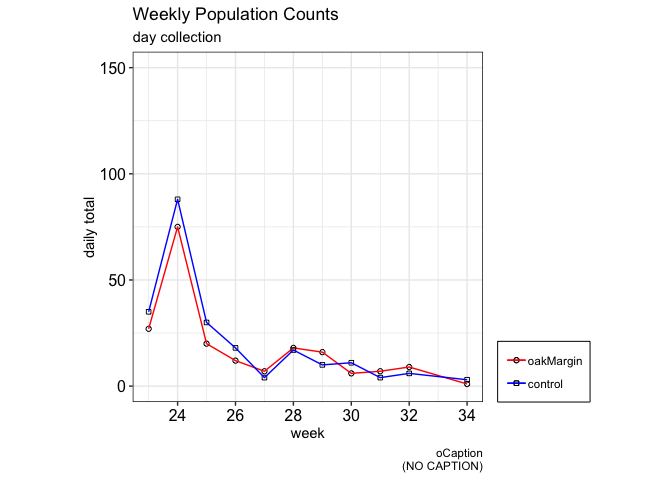 Weekly Population Counts
day collection
150
100
50
0
daily total
24 26 28 30 32 34
week
oakMargin
control
oCaption
(NO CAPTION)